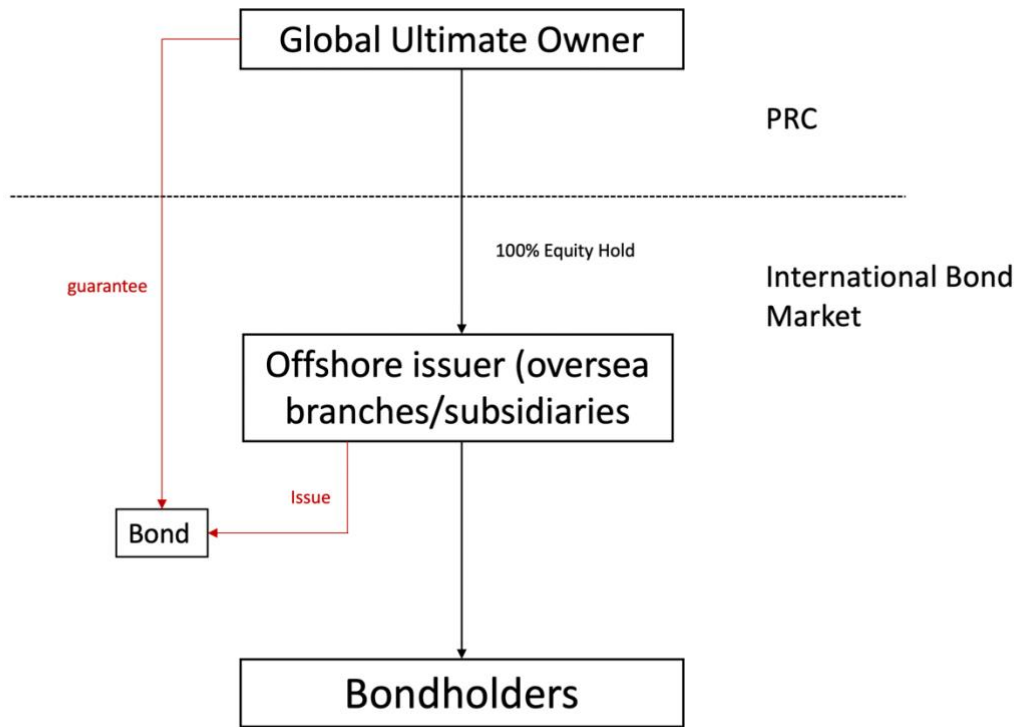 Global Ultimate Owner
PRC
100% Equity Hold
guarantee
International Bond
Market
Offshore issuer (oversea
branches/subsidiaries
Issue
Bond
Bondholders